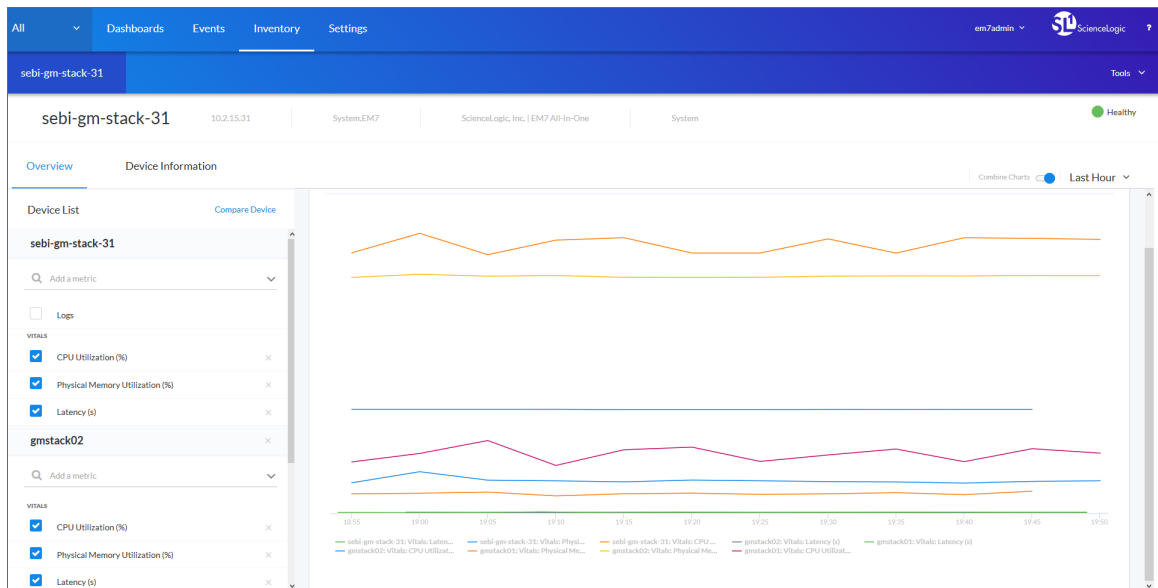 All Dashboards Events Inventory Settings em7admin SL1 ScienceLogic ?
sebi-gm-stack-31 Tools
sebi-gm-stack-31 10.2.15.31 System.EM7 ScienceLogic, Inc. | EM7 All-In-One System Healthy
Overview Device Information
Combine Charts Last Hour
Device List Compare Device
sebi-gm-stack-31
Add a metric
Logs
VITALS
CPU Utilization (%)
Physical Memory Utilization (%)
Latency (s)
gmstack02
Add a metric
VITALS
CPU Utilization (%)
Physical Memory Utilization (%)
Latency (s)
18:55 19:00 19:05 19:10 19:15 19:20 19:25 19:30 19:35 19:40 19:45 19:50
sebi-gm-stack-31: Vitals: Laten... sebi-gm-stack-31: Vitals: Physi... sebi-gm-stack-31: Vitals: CPU ... gmstack02: Vitals: Latency (s) gmstack01: Vitals: Latency (s)
gmstack02: Vitals: CPU Utilizat... gmstack01: Vitals: Physical Me... gmstack02: Vitals: Physical Me... gmstack01: Vitals: CPU Utilizat...